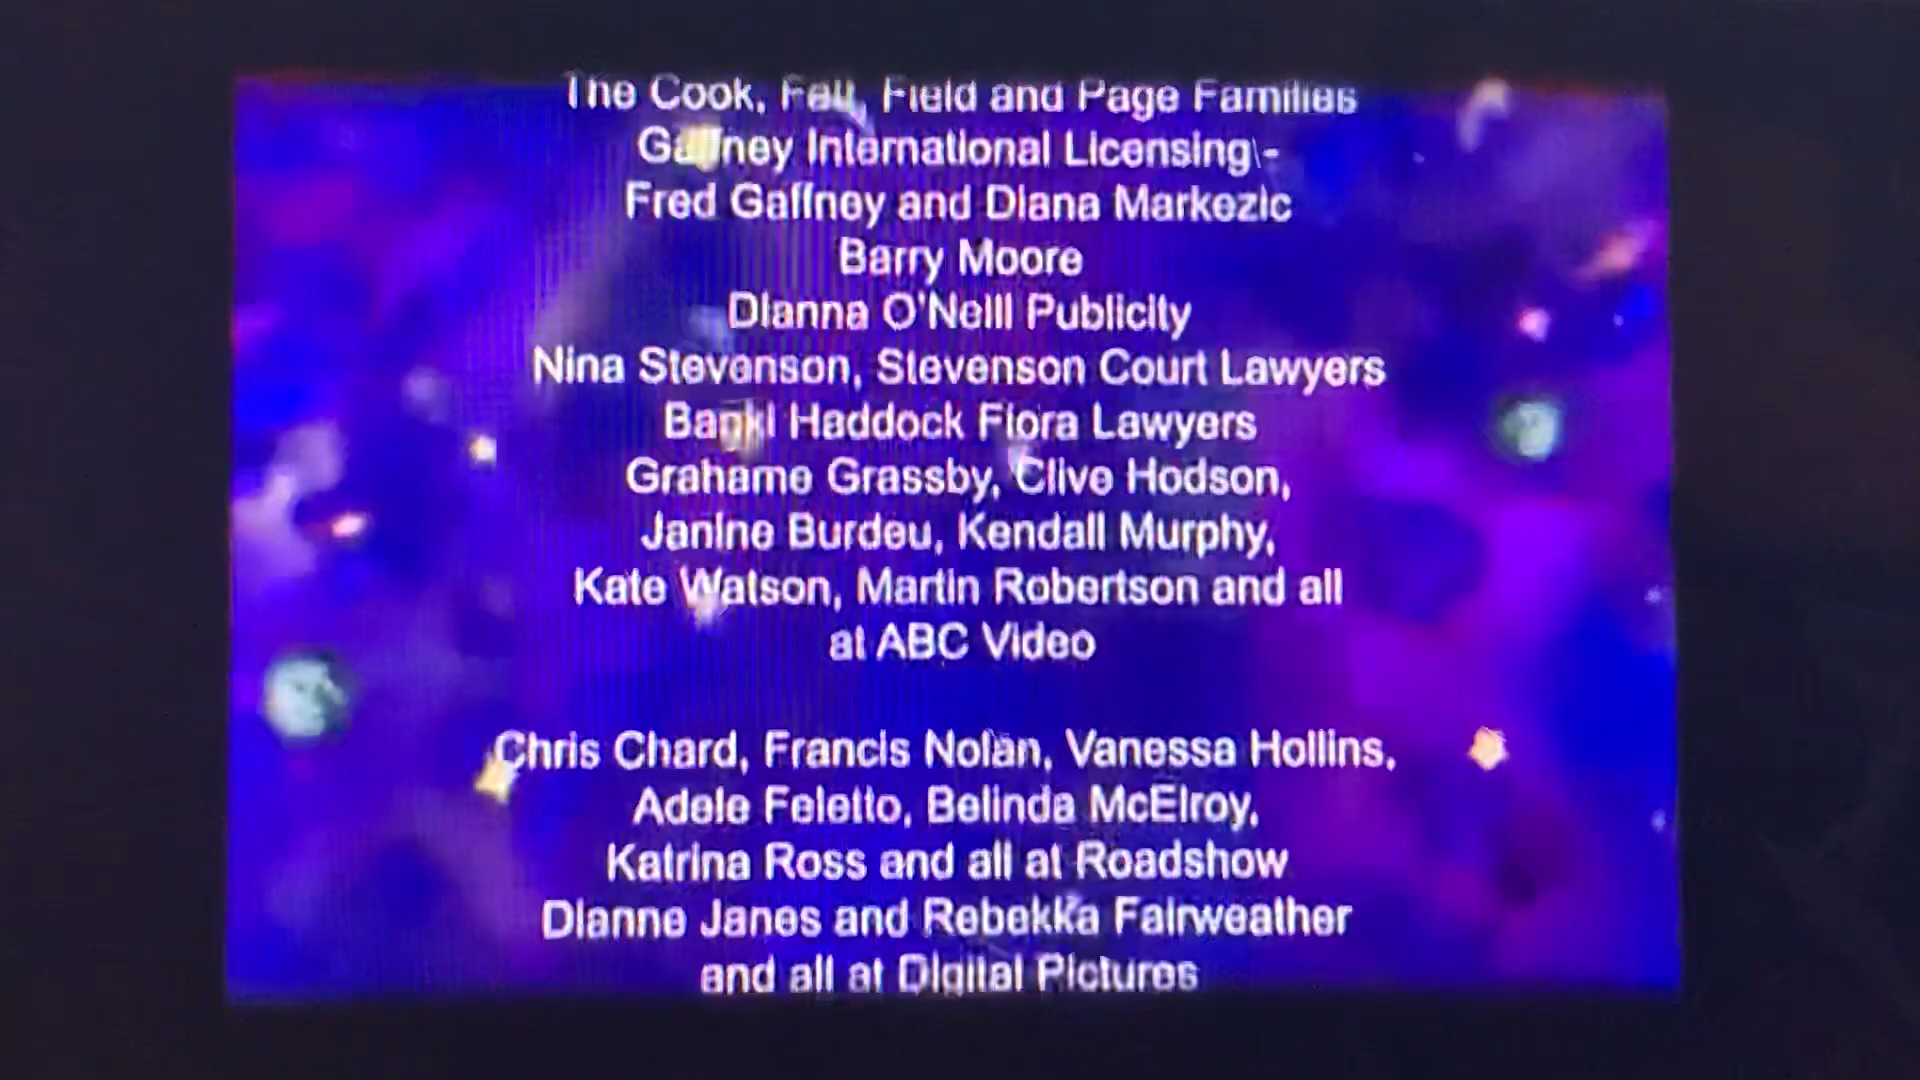 The Cook, Fall, Field and Page Families
Gaffney International Licensing\-
Fred Gaffney and Diana Markezic
Barry Moore
Dianna O'Neill Publicity
Nina Stevenson, Stevenson Court Lawyers
Banki Haddock Fiora Lawyers
Grahame Grassby, Clive Hodson,
Janine Burdeu, Kendall Murphy,
Kate Watson, Martin Robertson and all
at ABC Video
Chris Chard, Francis Nolan, Vanessa Hollins,
Adele Feletto, Belinda McElroy,
Katrina Ross and all at Roadshow
Dianne Janes and Rebekka Fairweather
and all at Digital Pictures